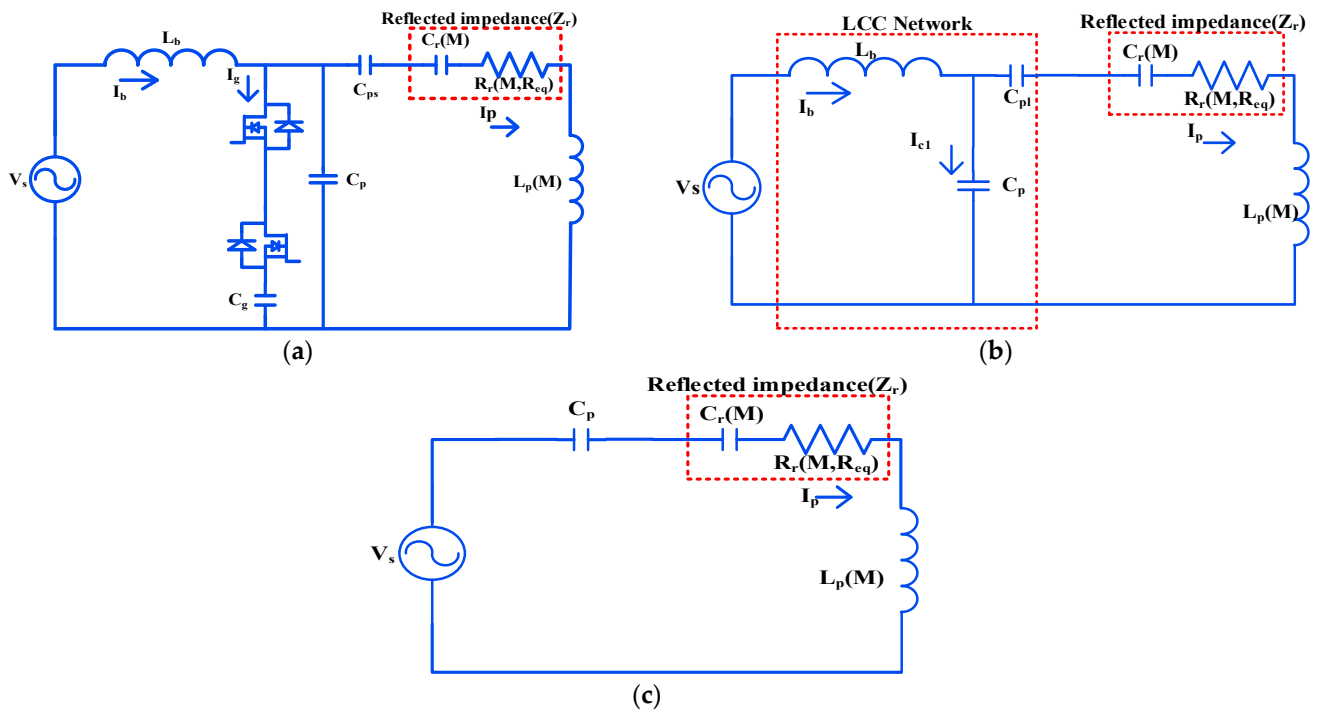 Reflected impedance(Zr)
Lb
Cr(M)
Ib
Ig
Cps
Rr(M,Req)
Ip
Vs
Cp
Lp(M)
Cg
(a)
LCC Network
Reflected impedance(Zr)
Lb
Cr(M)
Ib
Cp1
Rr(M,Req)
Ic1
Ip
Vs
Cp
Lp(M)
(b)
Reflected impedance(Zr)
Cp
Cr(M)
Rr(M,Req)
Ip
Vs
Lp(M)
(c)